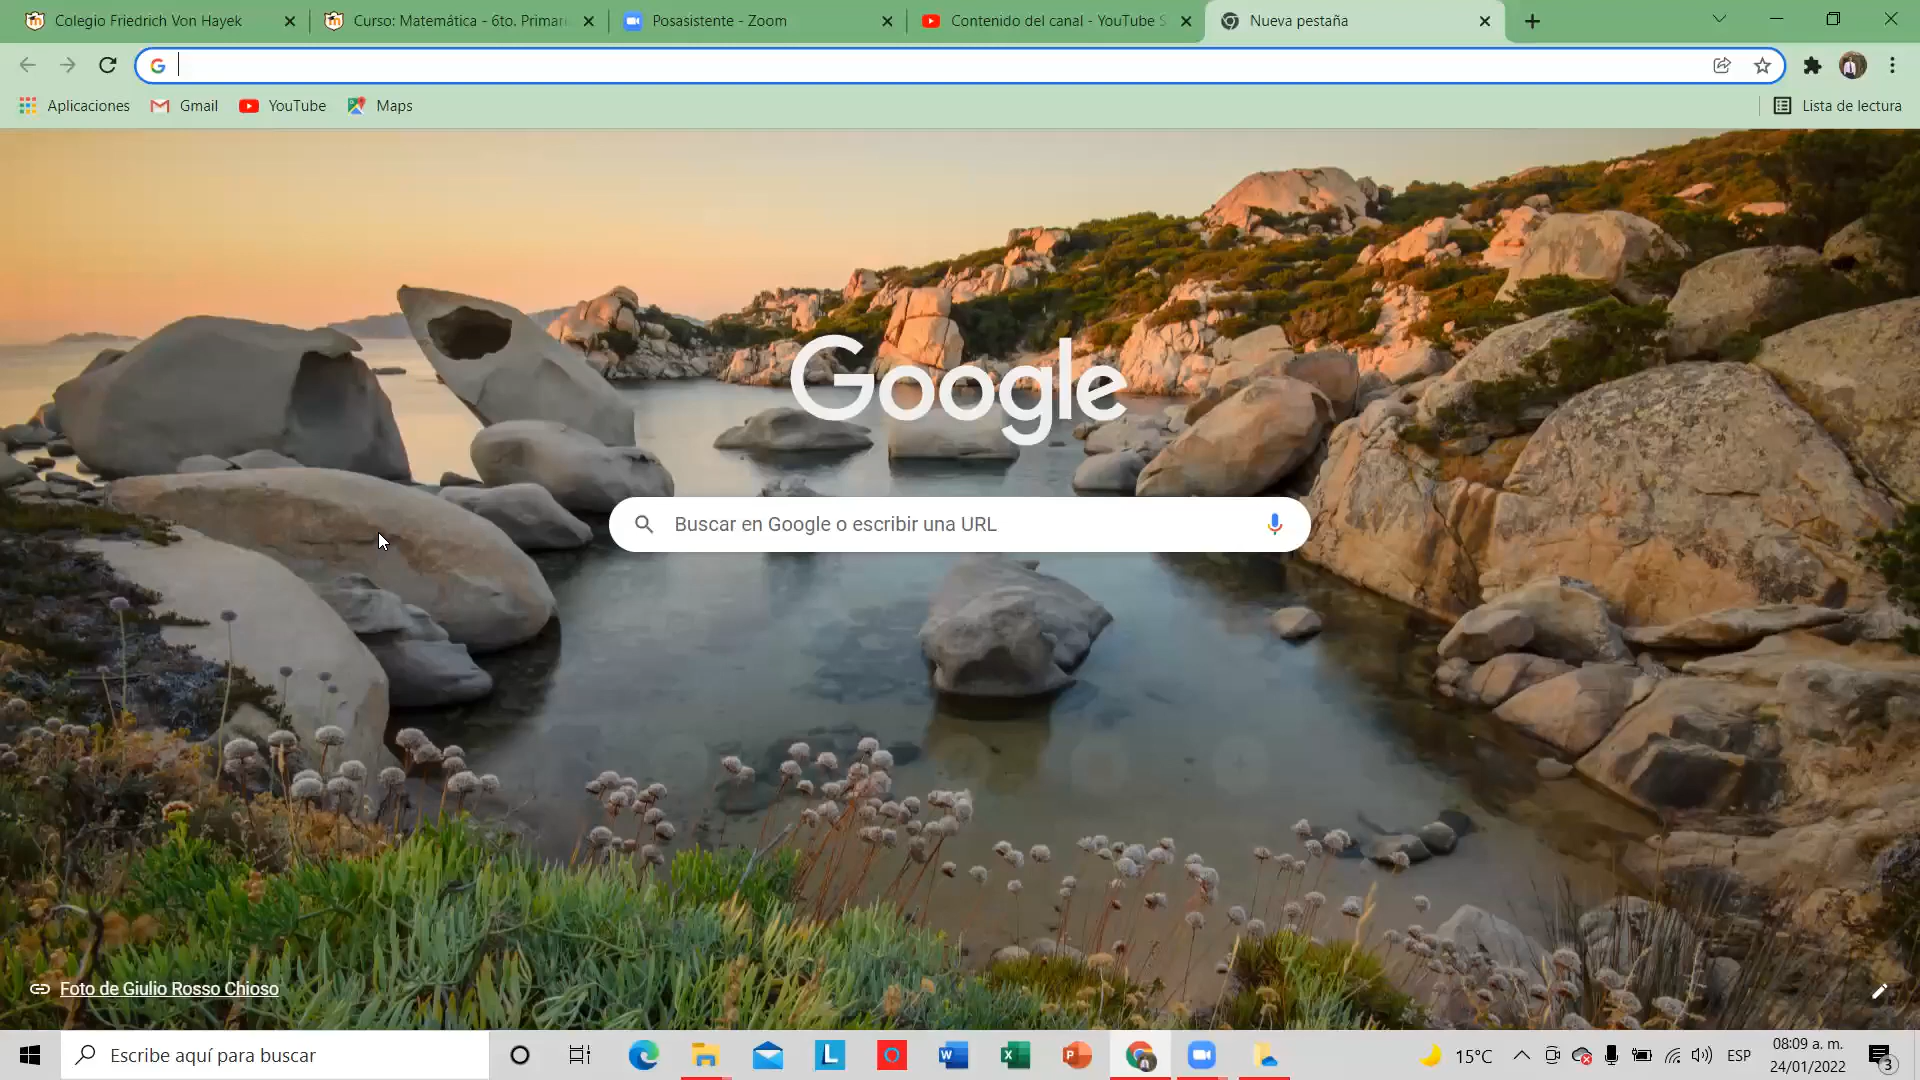 Colegio Friedrich Von Hayek
Curso: Matemática - 6to. Primari
Posasistente - Zoom
Contenido del canal - YouTube S
Nueva pestaña
Aplicaciones
Gmail
YouTube
Maps
Lista de lectura
Google
Buscar en Google o escribir una URL
Foto de Giulio Rosso Chioso
Escribe aquí para buscar
15°C
ESP
08:09 a. m.
24/01/2022
3